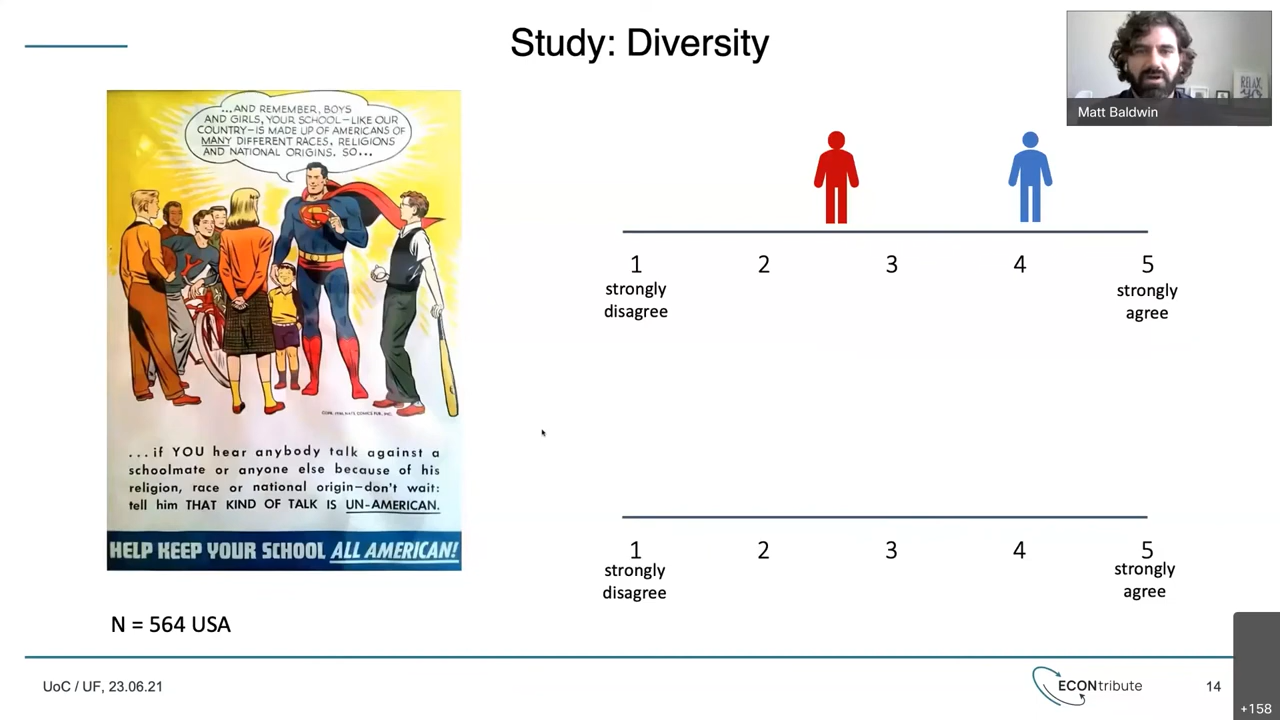 Study: Diversity
Matt Baldwin
...AND REMEMBER, BOYS
AND GIRLS, YOUR SCHOOL—LIKE OUR
COUNTRY—IS MADE UP OF AMERICANS OF
MANY DIFFERENT RACES, RELIGIONS
AND NATIONAL ORIGINS. SO...
S
...if YOU hear anybody talk against a
schoolmate or anyone else because of his
religion, race or national origin—don't wait:
tell him THAT KIND OF TALK IS UN-AMERICAN.
HELP KEEP YOUR SCHOOL ALL AMERICAN!
N = 564 USA
1 2 3 4 5
strongly disagree
strongly agree
1 2 3 4 5
strongly disagree
strongly agree
UoC / UF, 23.06.21
ECONtribute
14
+158